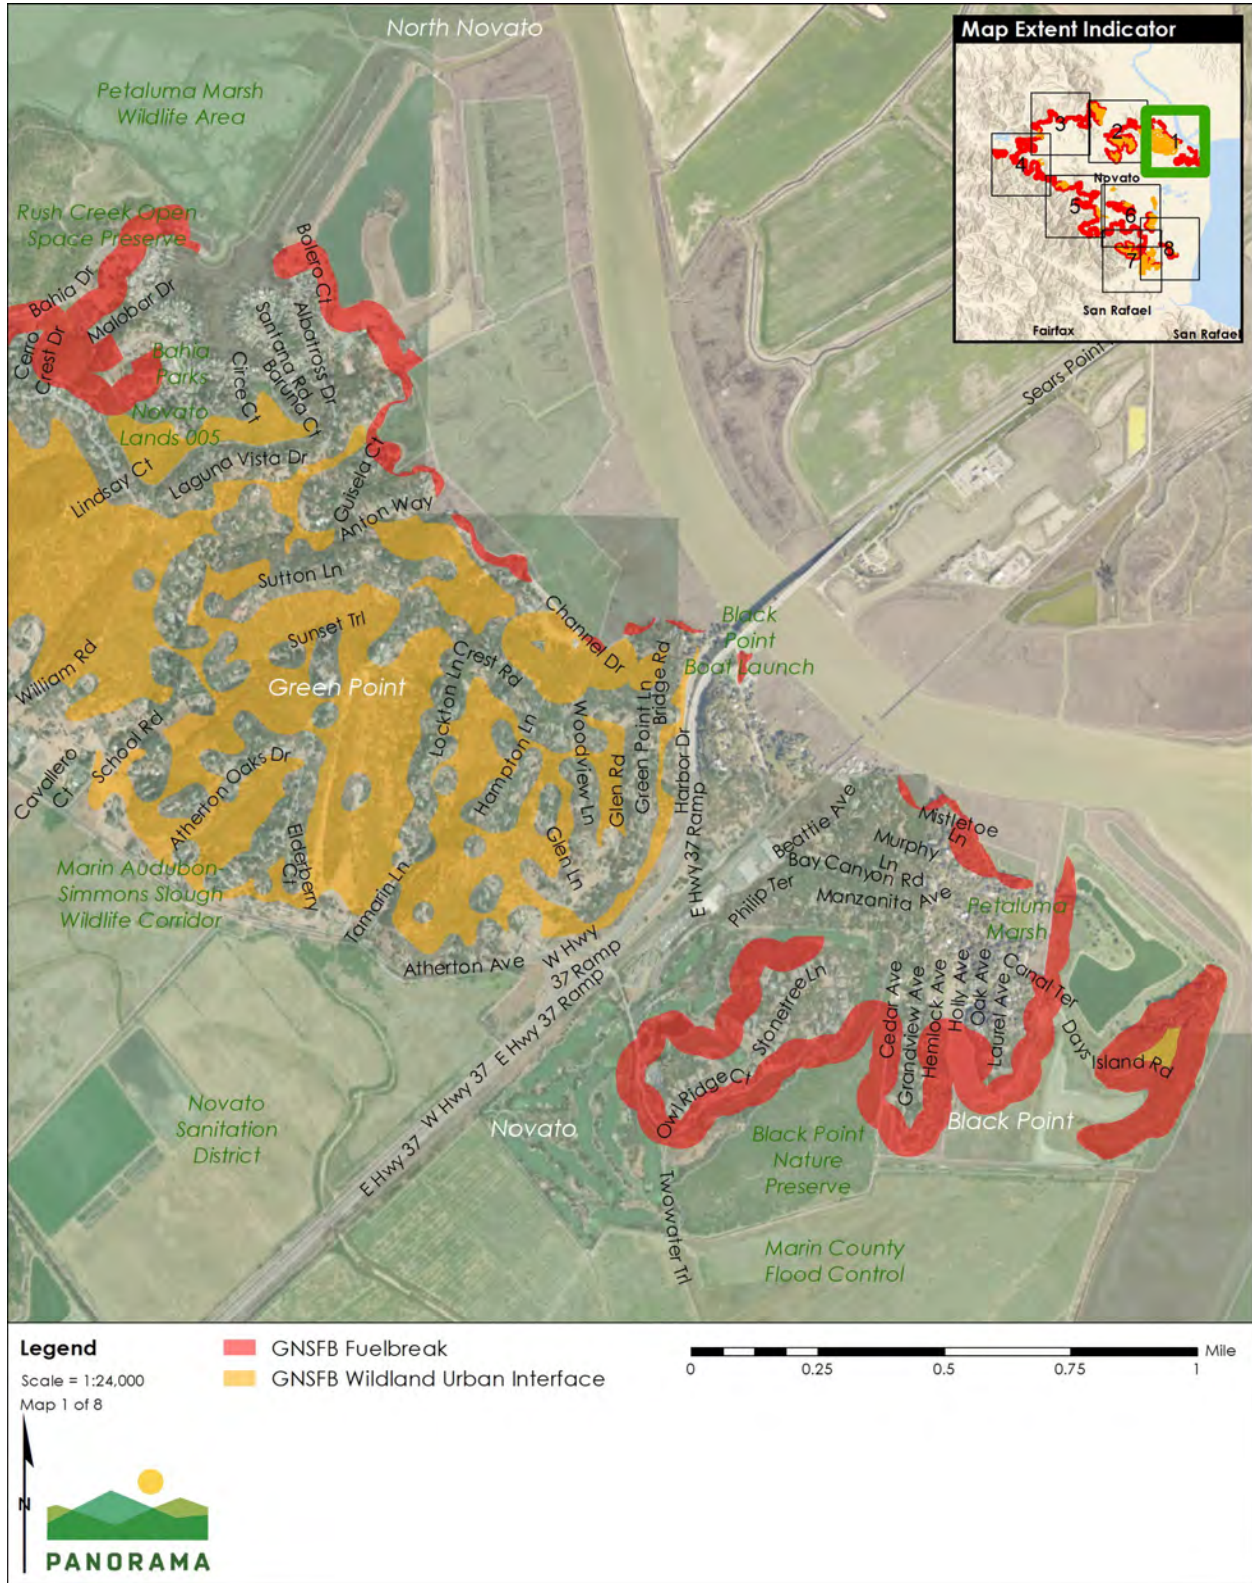 North Novato
Map Extent Indicator
3
2
1
4
Novato
5
6
7
8
San Rafael
Fairfax
San Rafael
Petaluma Marsh
Wildlife Area
Rush Creek Open
Space Preserve
Bahia Dr
Malobar Dr
Cerro
Crest Dr
Bolero Ct
Albatross Dr
Santana Rd
Baruna Ct
Circe Ct
Bahia
Parks
Novato
Lands 005
Sears Point
Lindsay Ct
Laguna Vista Dr
Guisela Ct
Anton Way
Sutton Ln
Sunset Trl
Channel Dr
Black
Point
Boat Launch
William Rd
Green Point
Crest Rd
Lockton Ln
Hampton Ln
Woodview Ln
Glen Rd
Green Point Ln
Bridge Rd
Harbor Dr
E Hwy 37 Ramp
School Rd
Cavallero
Ct
Atherton Oaks Dr
Elderberry
Ct
Glen Ln
Tamarin Ln
Marin Audubon-
Simmons Slough
Wildlife Corridor
Atherton Ave
W Hwy
37 Ramp
E Hwy 37 Ramp
W Hwy 37
E Hwy 37
Beattie Ave
Mistletoe
Ln
Murphy
Ln
Bay Canyon Rd
Philip Ter
Manzanita Ave
Petaluma
Marsh
Canal Ter
Stonetree Ln
Owl Ridge Ct
Cedar Ave
Grandview Ave
Hemlock Ave
Holly Ave
Oak Ave
Laurel Ave
Days
Island Rd
Novato
Sanitation
District
Novato
Black Point
Black Point
Nature
Preserve
Twowater Trl
Marin County
Flood Control
Legend
Scale = 1:24,000
Map 1 of 8
GNSFB Fuelbreak
GNSFB Wildland Urban Interface
0 0.25 0.5 0.75 1 Mile
N
PANORAMA